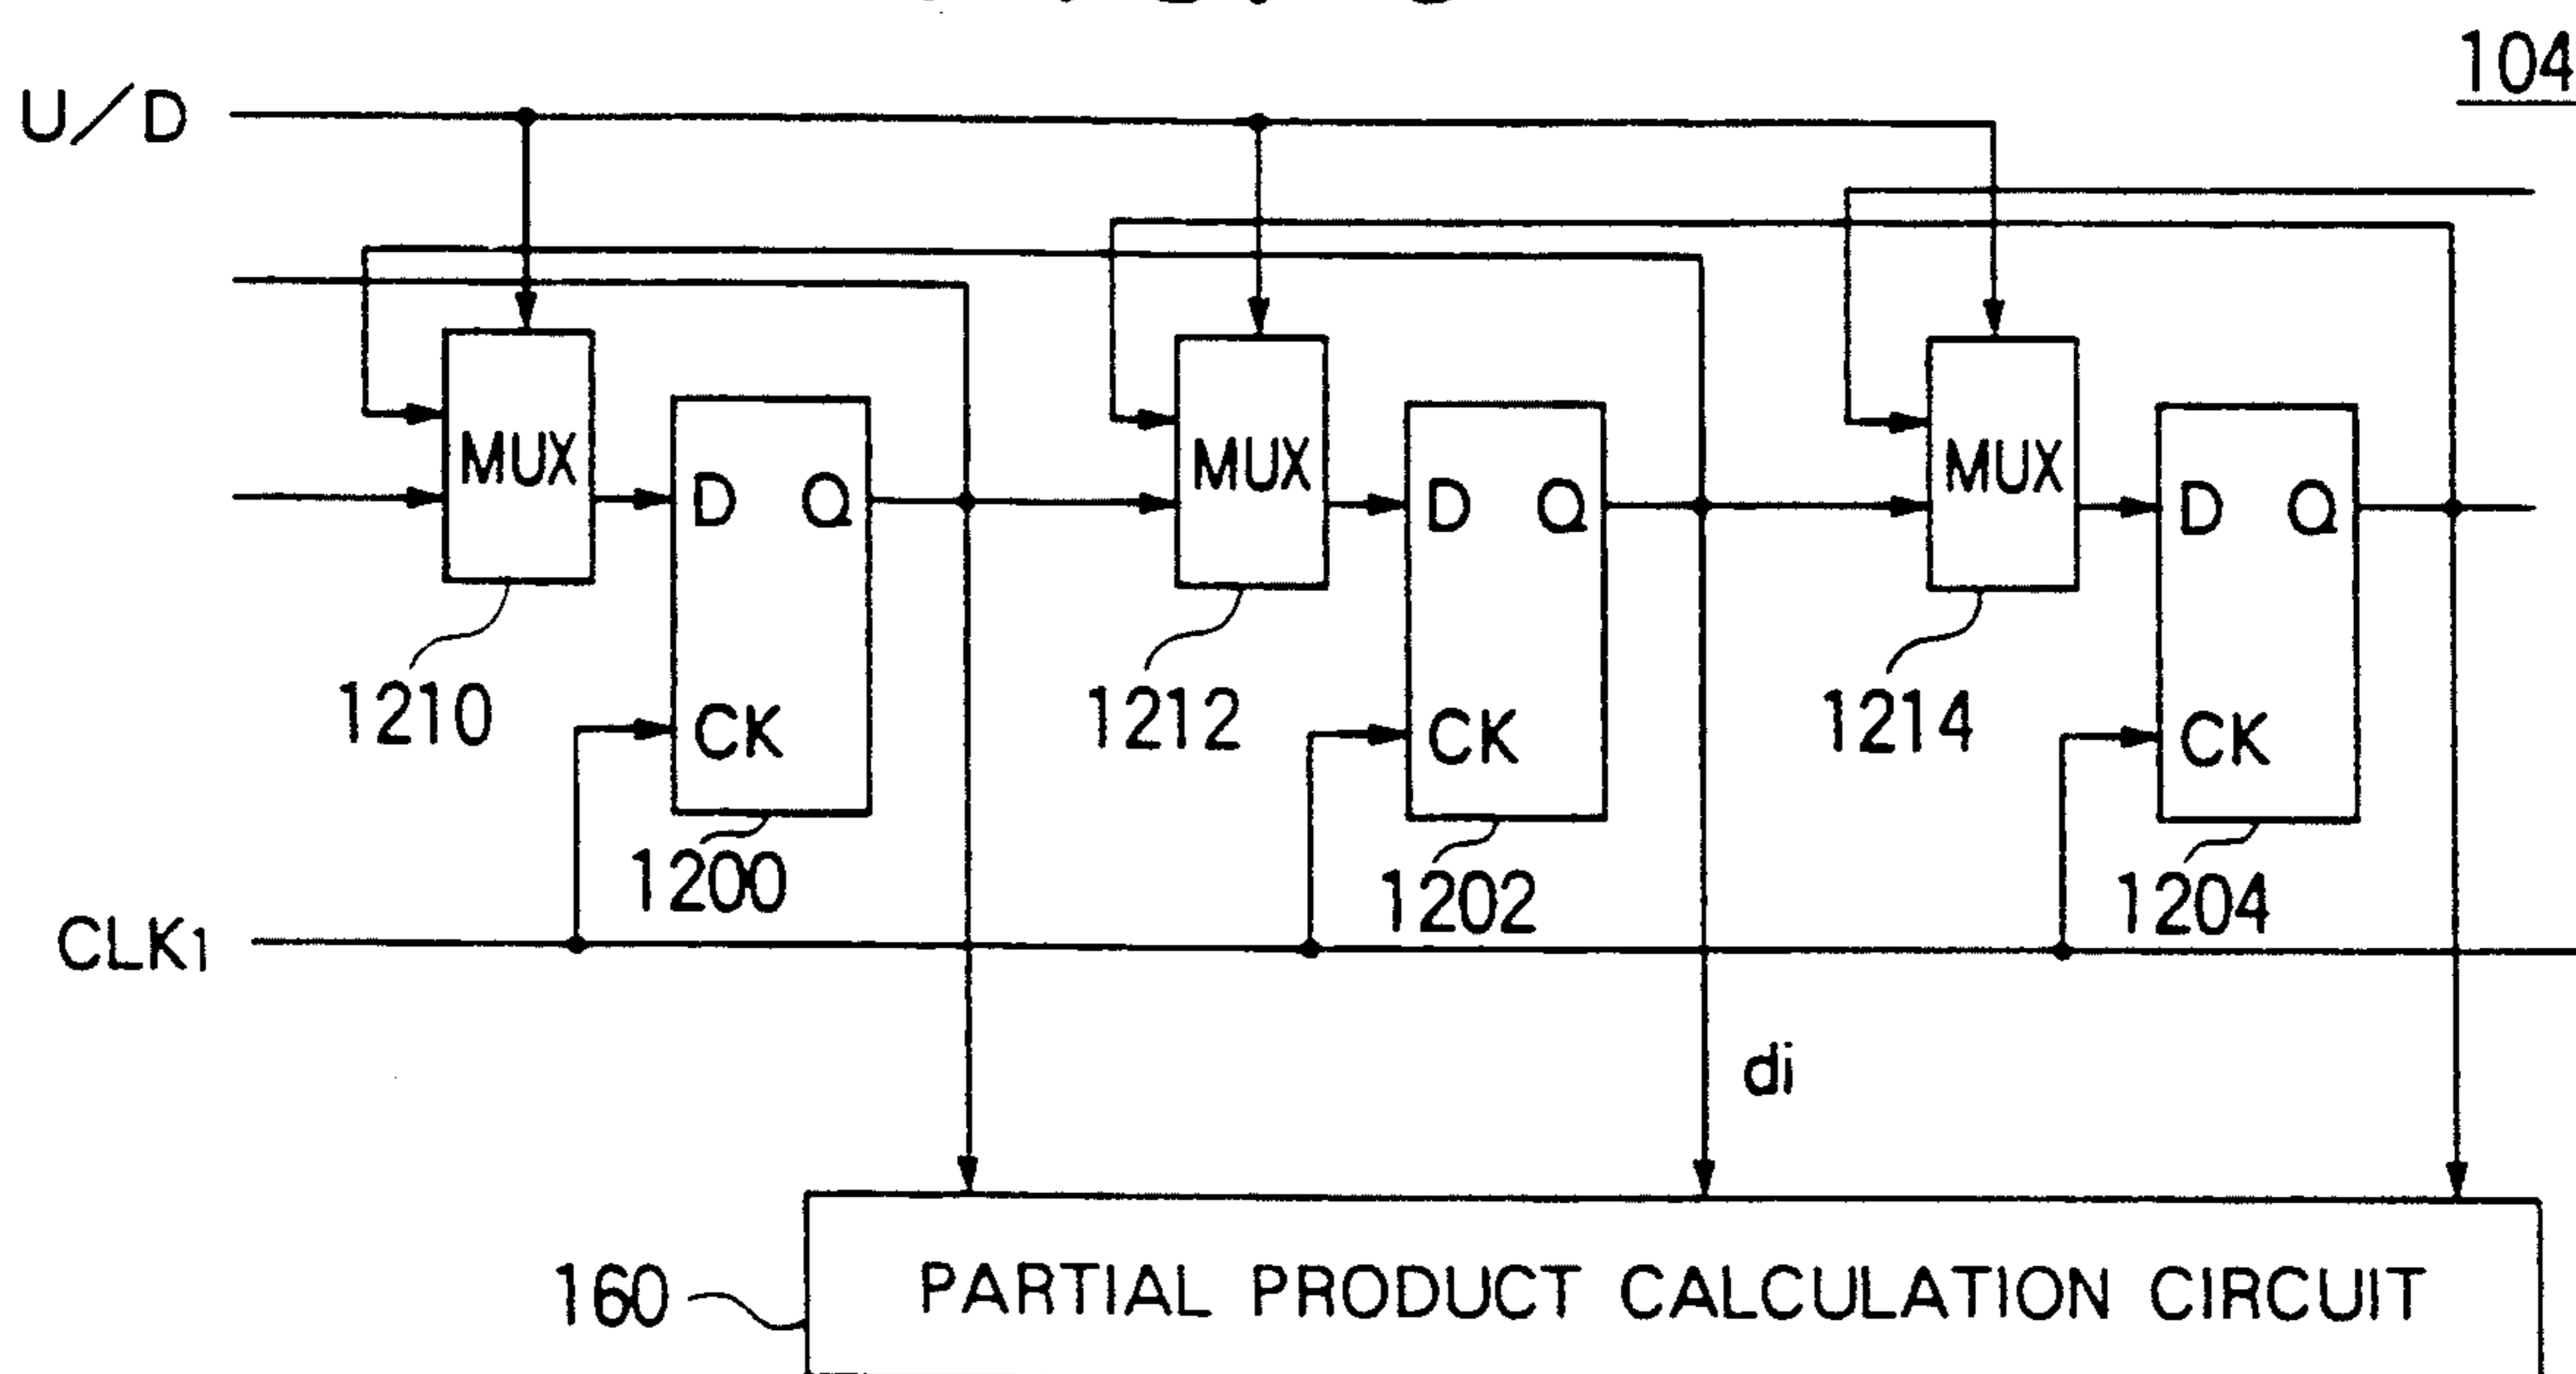 104
U/D
MUX
MUX
MUX
D Q
D Q
D Q
CK
CK
CK
1210
1212
1214
1200
1202
1204
CLK1
di
160
PARTIAL PRODUCT CALCULATION CIRCUIT